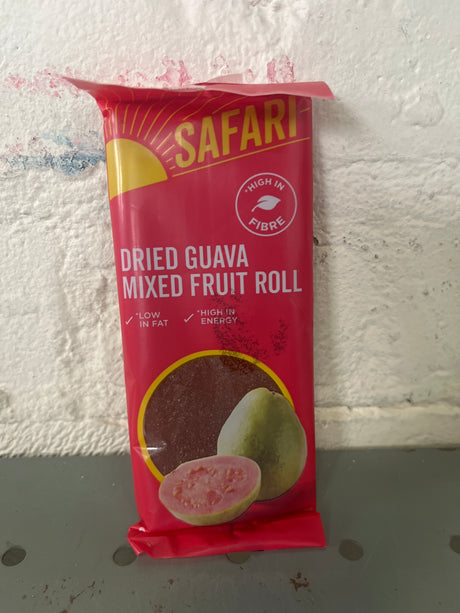 SAFARI
*HIGH IN
FIBRE
DRIED GUAVA
MIXED FRUIT ROLL
*LOW
IN FAT
*HIGH IN
ENERGY